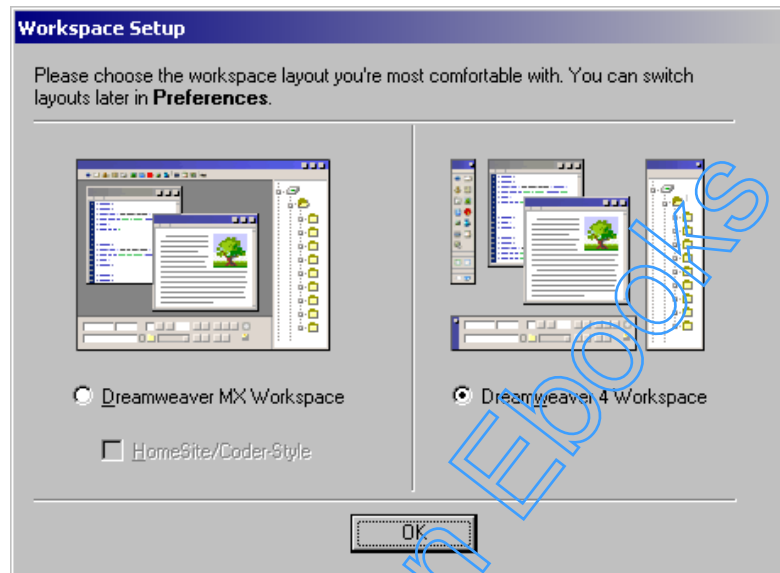 Workspace Setup
Please choose the workspace layout you're most comfortable with. You can switch
layouts later in Preferences.
Dreamweaver MX Workspace
Dreamweaver 4 Workspace
HomeSite/Coder-Style
OK
n Ebooks